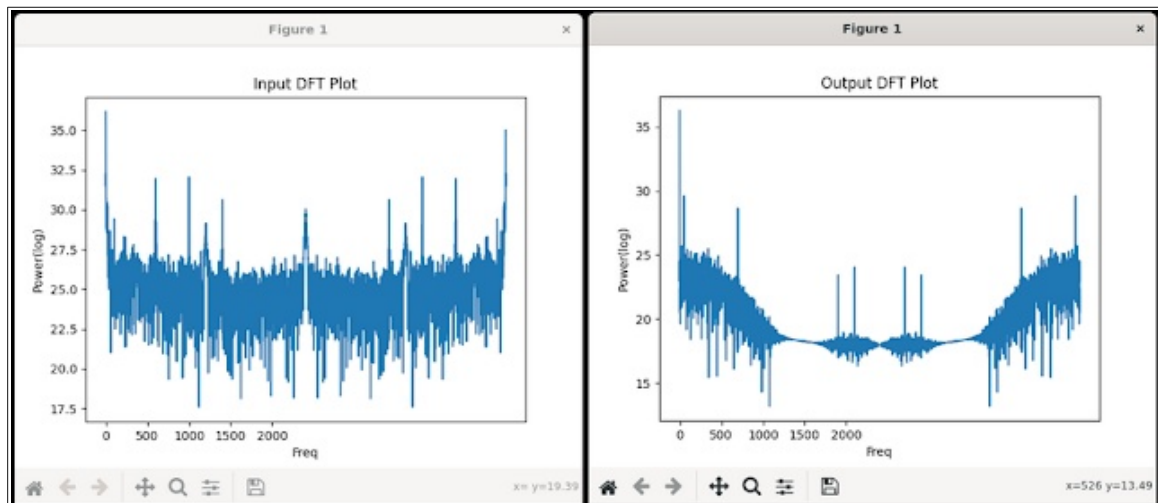 Figure 1
×
Input DFT Plot
35.0
32.5
30.0
27.5
25.0
22.5
20.0
17.5
Power(log)
0 500 1000 1500 2000
Freq
x= y=19.39
Figure 1
×
Output DFT Plot
35
30
25
20
15
Power(log)
0 500 1000 1500 2000
Freq
x=526 y=13.49